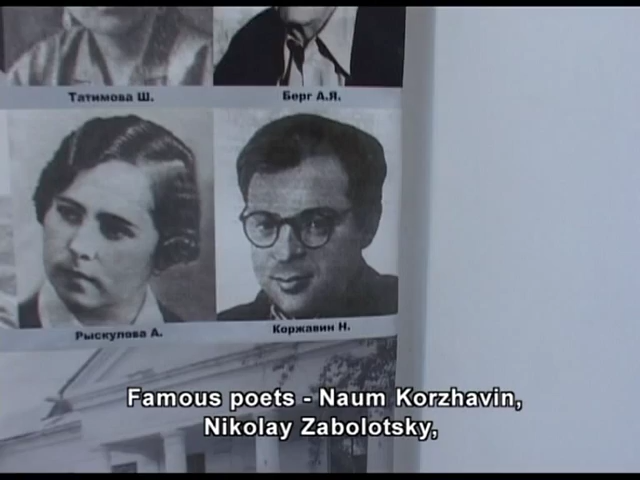 Татимова Ш.
Берг А.Я.
Рыскулова А.
Коржавин Н.
Famous poets - Naum Korzhavin,
Nikolay Zabolotsky,